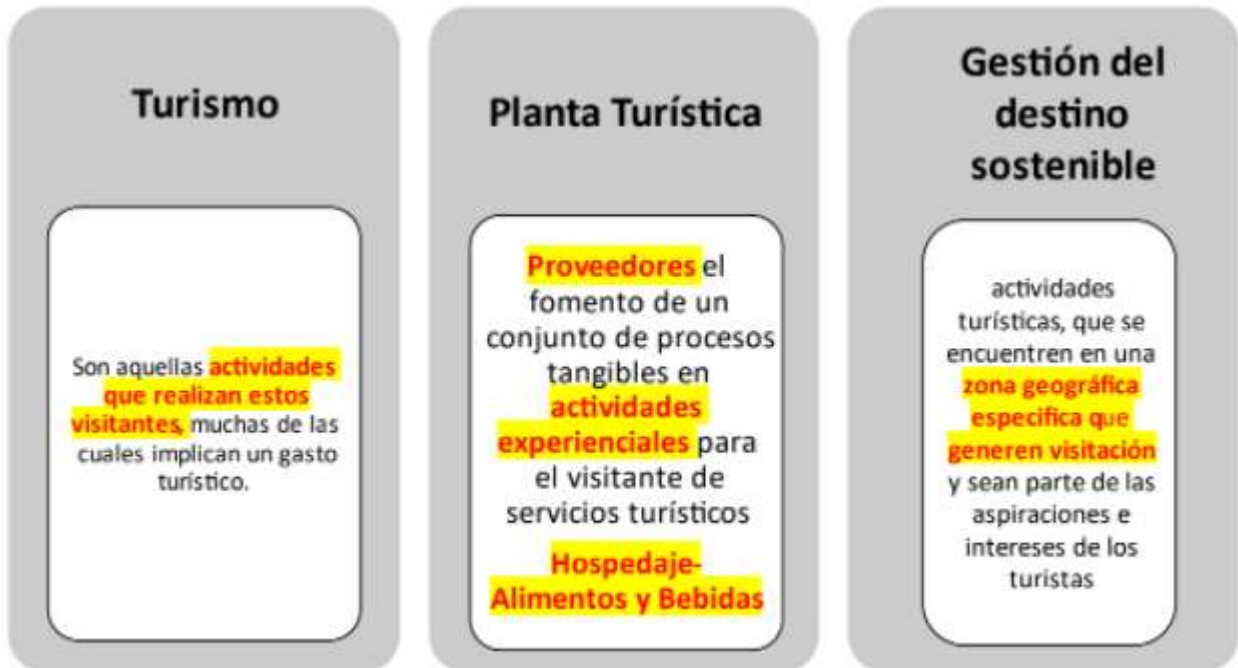 Turismo
Son aquellas actividades
que realizan estos
visitantes, muchas de las
cuales implican un gasto
turístico.
Planta Turística
Proveedores el
fomento de un
conjunto de procesos
tangibles en
actividades
experienciales para
el visitante de
servicios turísticos
Hospedaje-
Alimentos y Bebidas
Gestión del
destino
sostenible
actividades
turísticas, que se
encuentren en una
zona geográfica
especifica que
generen visitación
y sean parte de las
aspiraciones e
intereses de los
turistas